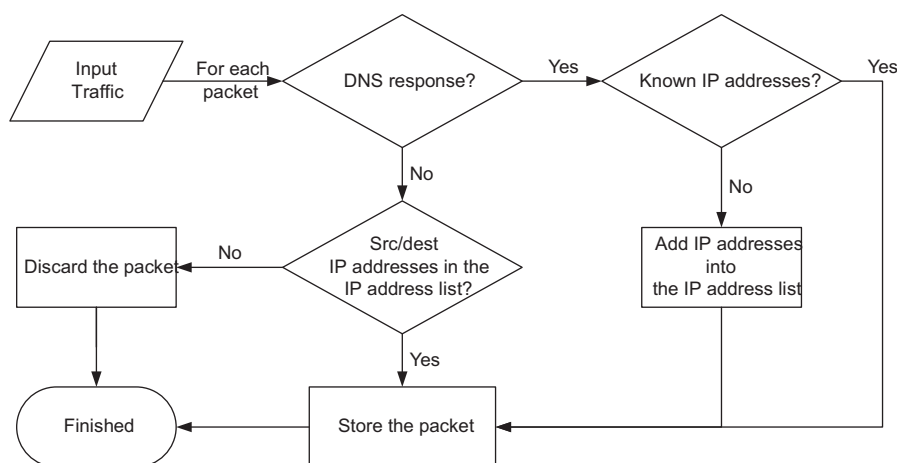 Input
Traffic
For each
packet
DNS response?
Yes
Known IP addresses?
Yes
No
No
Src/dest
IP addresses in the
IP address list?
No
Discard the packet
Add IP addresses
into
the IP address list
Yes
Finished
Store the packet